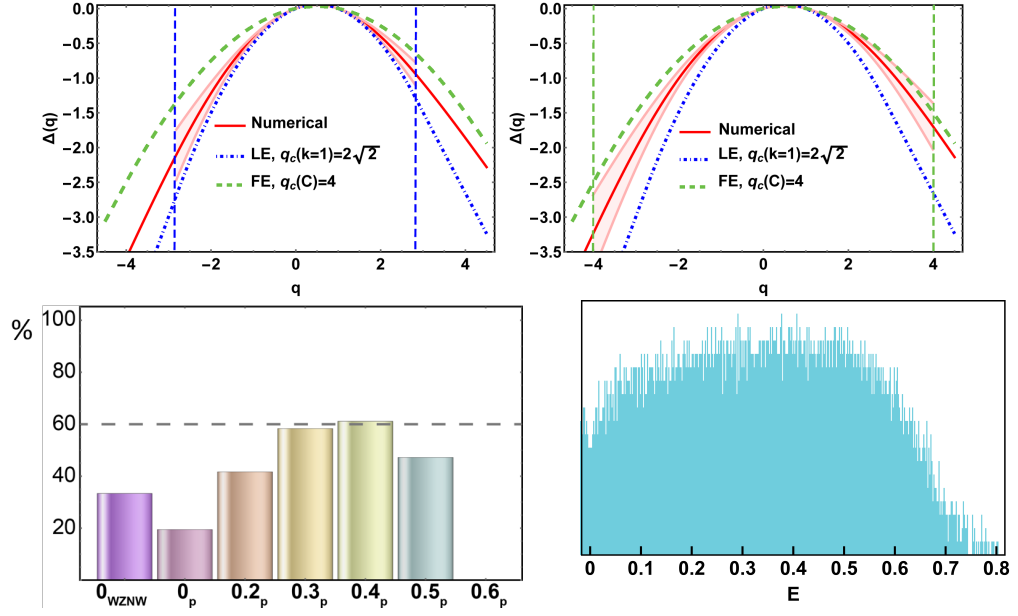 0.0
−0.5
−1.0
−1.5
−2.0
−2.5
−3.0
−3.5
Δ(q)
Numerical
LE, q_c(k=1)=2√2
FE, q_c(C)=4
−4 −2 0 2 4
q
0.0
−0.5
−1.0
−1.5
−2.0
−2.5
−3.0
−3.5
Δ(q)
Numerical
LE, q_c(k=1)=2√2
FE, q_c(C)=4
−4 −2 0 2 4
q
%
100
80
60
40
20
0_WZNW 0_p 0.2_p 0.3_p 0.4_p 0.5_p 0.6_p
0 0.1 0.2 0.3 0.4 0.5 0.6 0.7 0.8
E